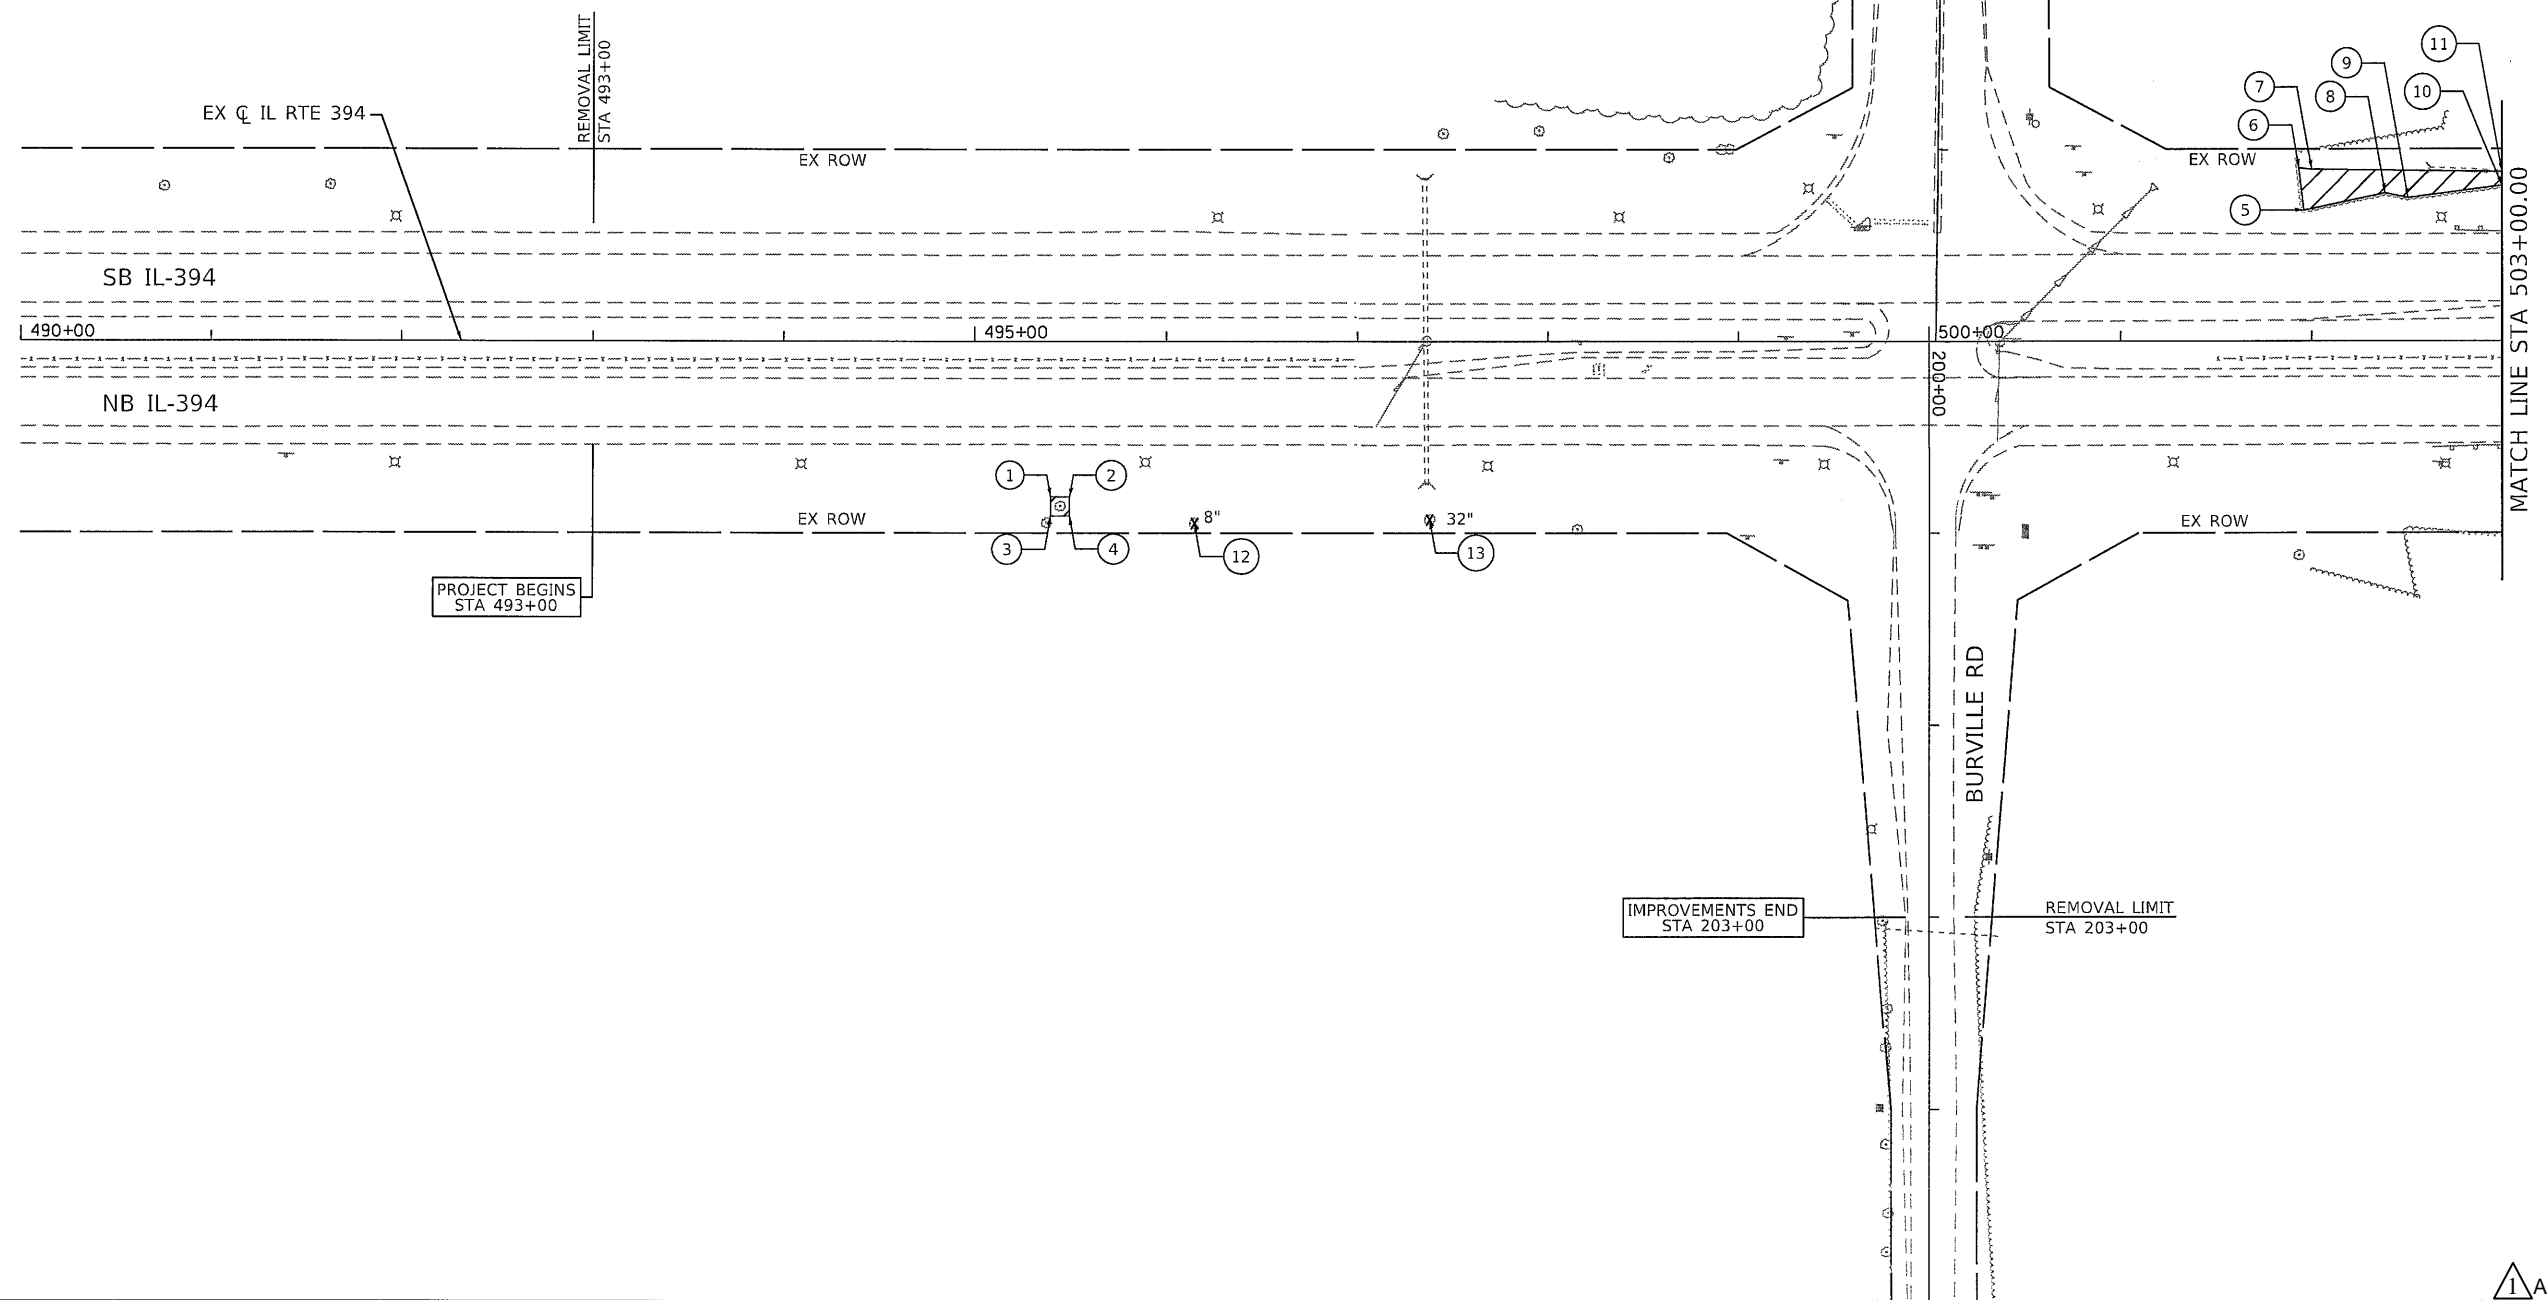 REMOVAL LIMIT
STA 493+00
11
9
10
7
8
EX ℄ IL RTE 394
6
EX ROW
EX ROW
5
MATCH LINE STA 503+00.00
SB IL-394
490+00
495+00
500+00
200+00
NB IL-394
1
2
EX ROW
8"
32"
EX ROW
3
4
12
13
PROJECT BEGINS
STA 493+00
BURVILLE RD
IMPROVEMENTS END
STA 203+00
REMOVAL LIMIT
STA 203+00
1
A